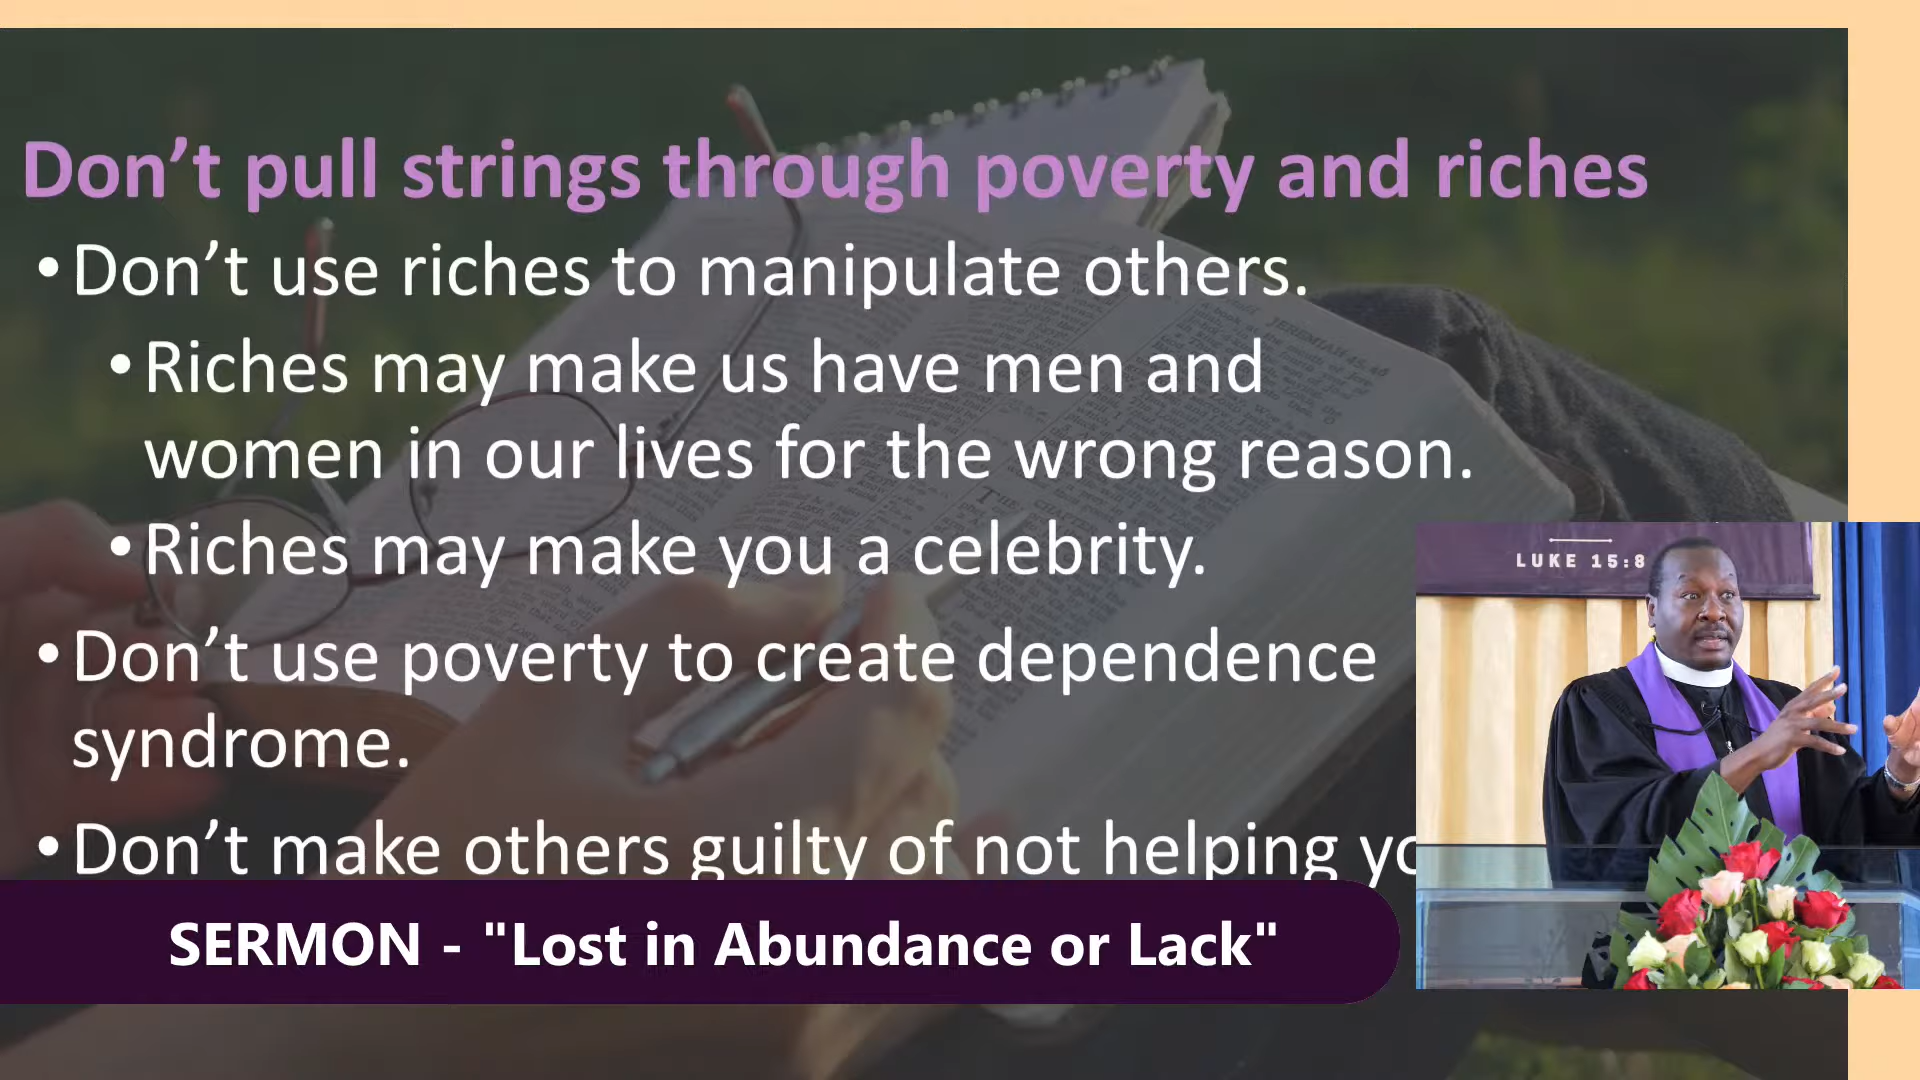 Don’t pull strings through poverty and riches
•Don’t use riches to manipulate others.
•Riches may make us have men and
women in our lives for the wrong reason.
•Riches may make you a celebrity.
•Don’t use poverty to create dependence
syndrome.
•Don’t make others guilty of not helping
LUKE 15:8
SERMON - "Lost in Abundance or Lack"